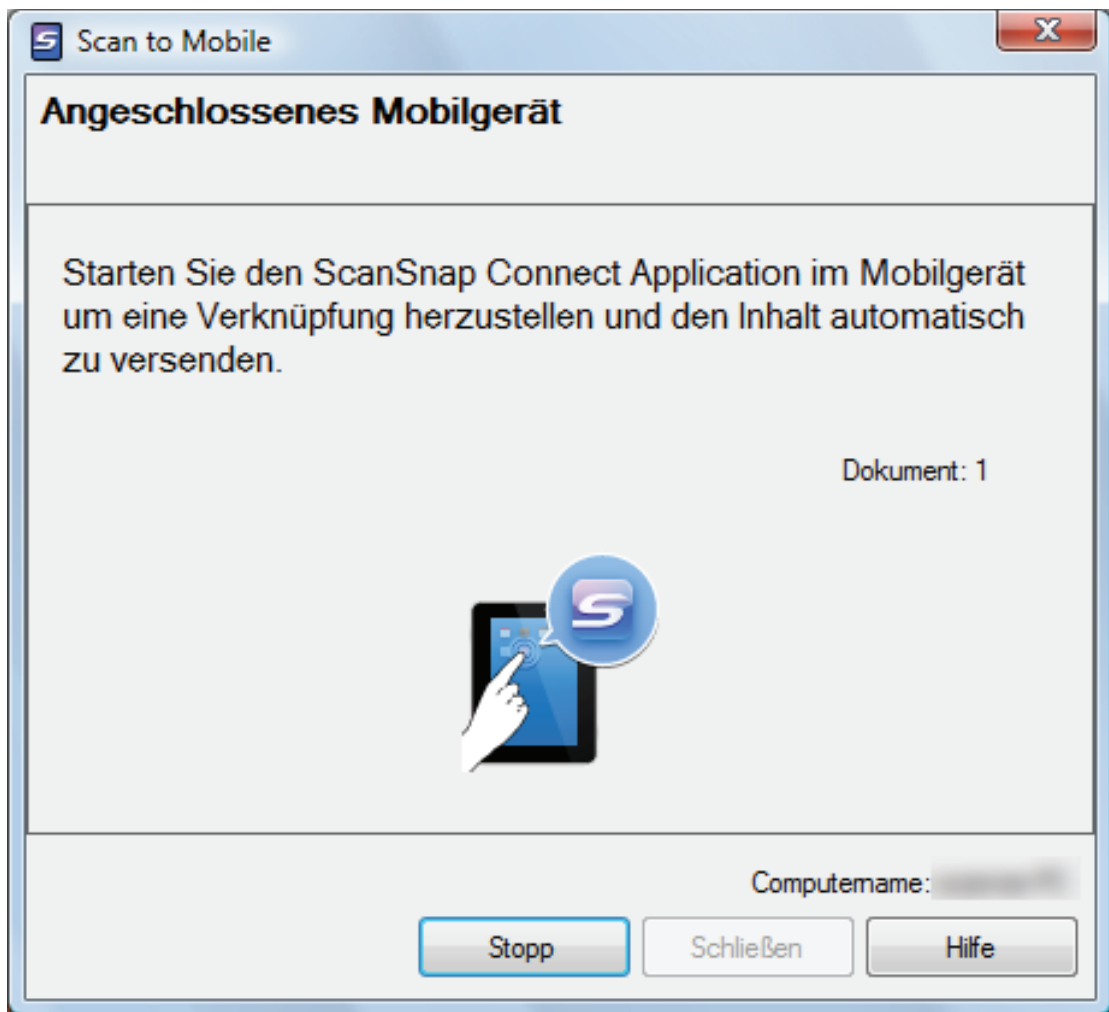 Scan to Mobile
Angeschlossenes Mobilgerät
Starten Sie den ScanSnap Connect Application im Mobilgerät
um eine Verknüpfung herzustellen und den Inhalt automatisch
zu versenden.
Dokument: 1
Computername:
Stopp
Schließen
Hilfe